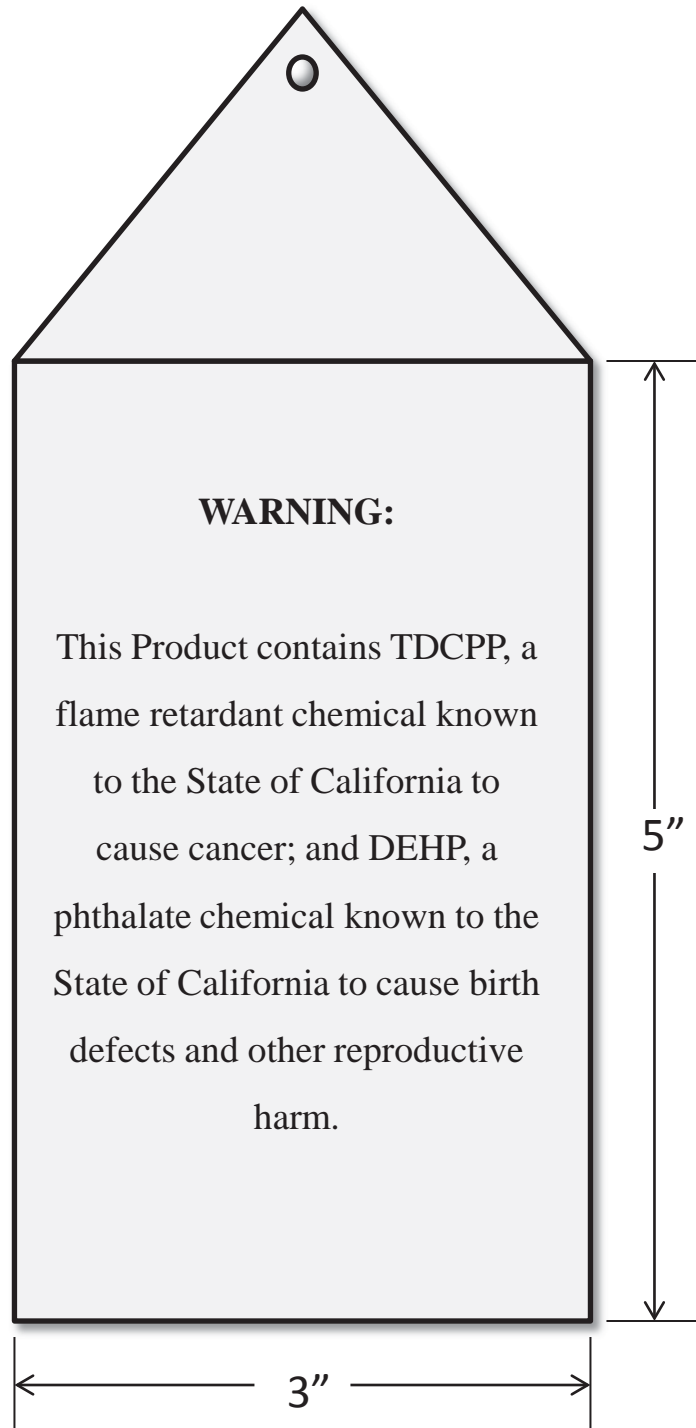 WARNING:
This Product contains TDCPP, a
flame retardant chemical known
to the State of California to
cause cancer; and DEHP, a
phthalate chemical known to the
State of California to cause birth
defects and other reproductive
harm.
5”
3”